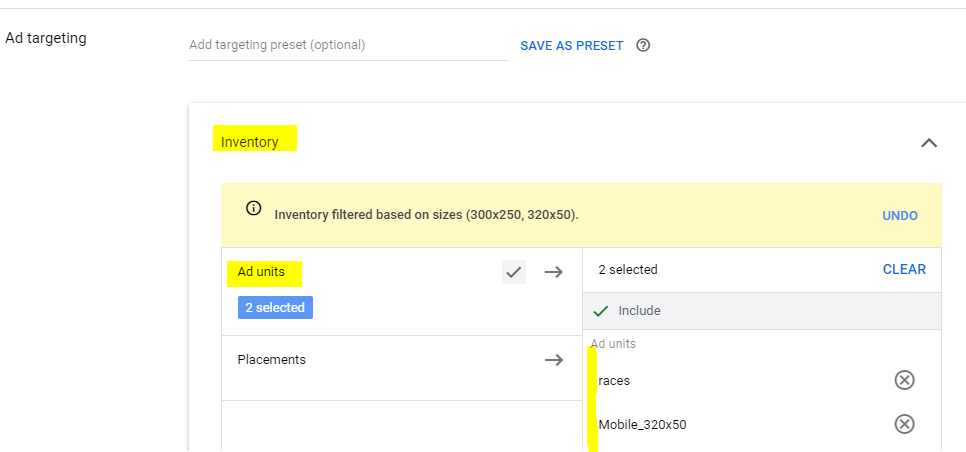 Ad targeting
Add targeting preset (optional)
SAVE AS PRESET
Inventory
Inventory filtered based on sizes (300x250, 320x50).
UNDO
Ad units
2 selected
Placements
2 selected
CLEAR
Include
Ad units
races
Mobile_320x50